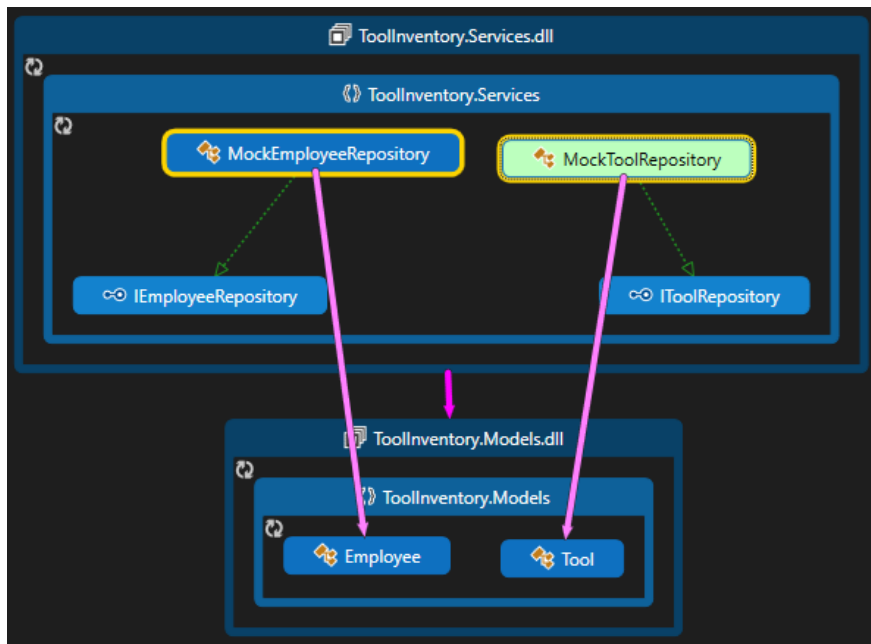 ToolInventory.Services.dll
ToolInventory.Services
MockEmployeeRepository
MockToolRepository
IEmployeeRepository
IToolRepository
ToolInventory.Models.dll
ToolInventory.Models
Employee
Tool